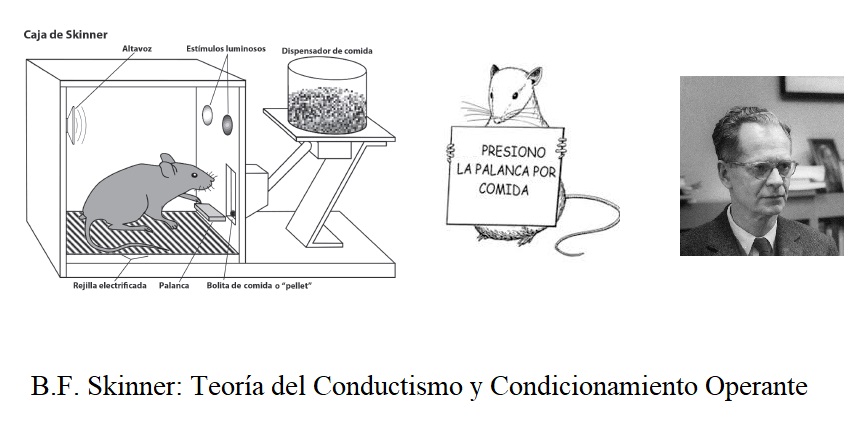 Caja de Skinner
Altavoz
Estímulos luminosos
Dispensador de comida
PRESIONO
LA PALANCA POR
COMIDA
Rejilla electrificada
Palanca
Bolita de comida o “pellet”
B.F. Skinner: Teoría del Conductismo y Condicionamiento Operante